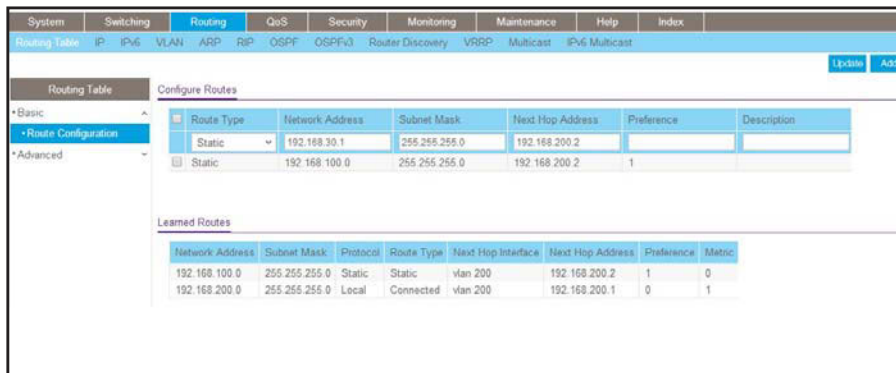 System Switching Routing QoS Security Monitoring Maintenance Help Index
Routing Table IP IPv6 VLAN ARP RIP OSPF OSPFv3 Router Discovery VRRP Multicast IPv6 Multicast
Update Add
Routing Table
Basic
Route Configuration
Advanced
Configure Routes
Route Type Network Address Subnet Mask Next Hop Address Preference Description
Static 192.168.30.1 255.255.255.0 192.168.200.2
Static 192.168.100.0 255.255.255.0 192.168.200.2 1
Learned Routes
Network Address Subnet Mask Protocol Route Type Next Hop Interface Next Hop Address Preference Metric
192.168.100.0 255.255.255.0 Static Static vlan 200 192.168.200.2 1 0
192.168.200.0 255.255.255.0 Local Connected vlan 200 192.168.200.1 0 1